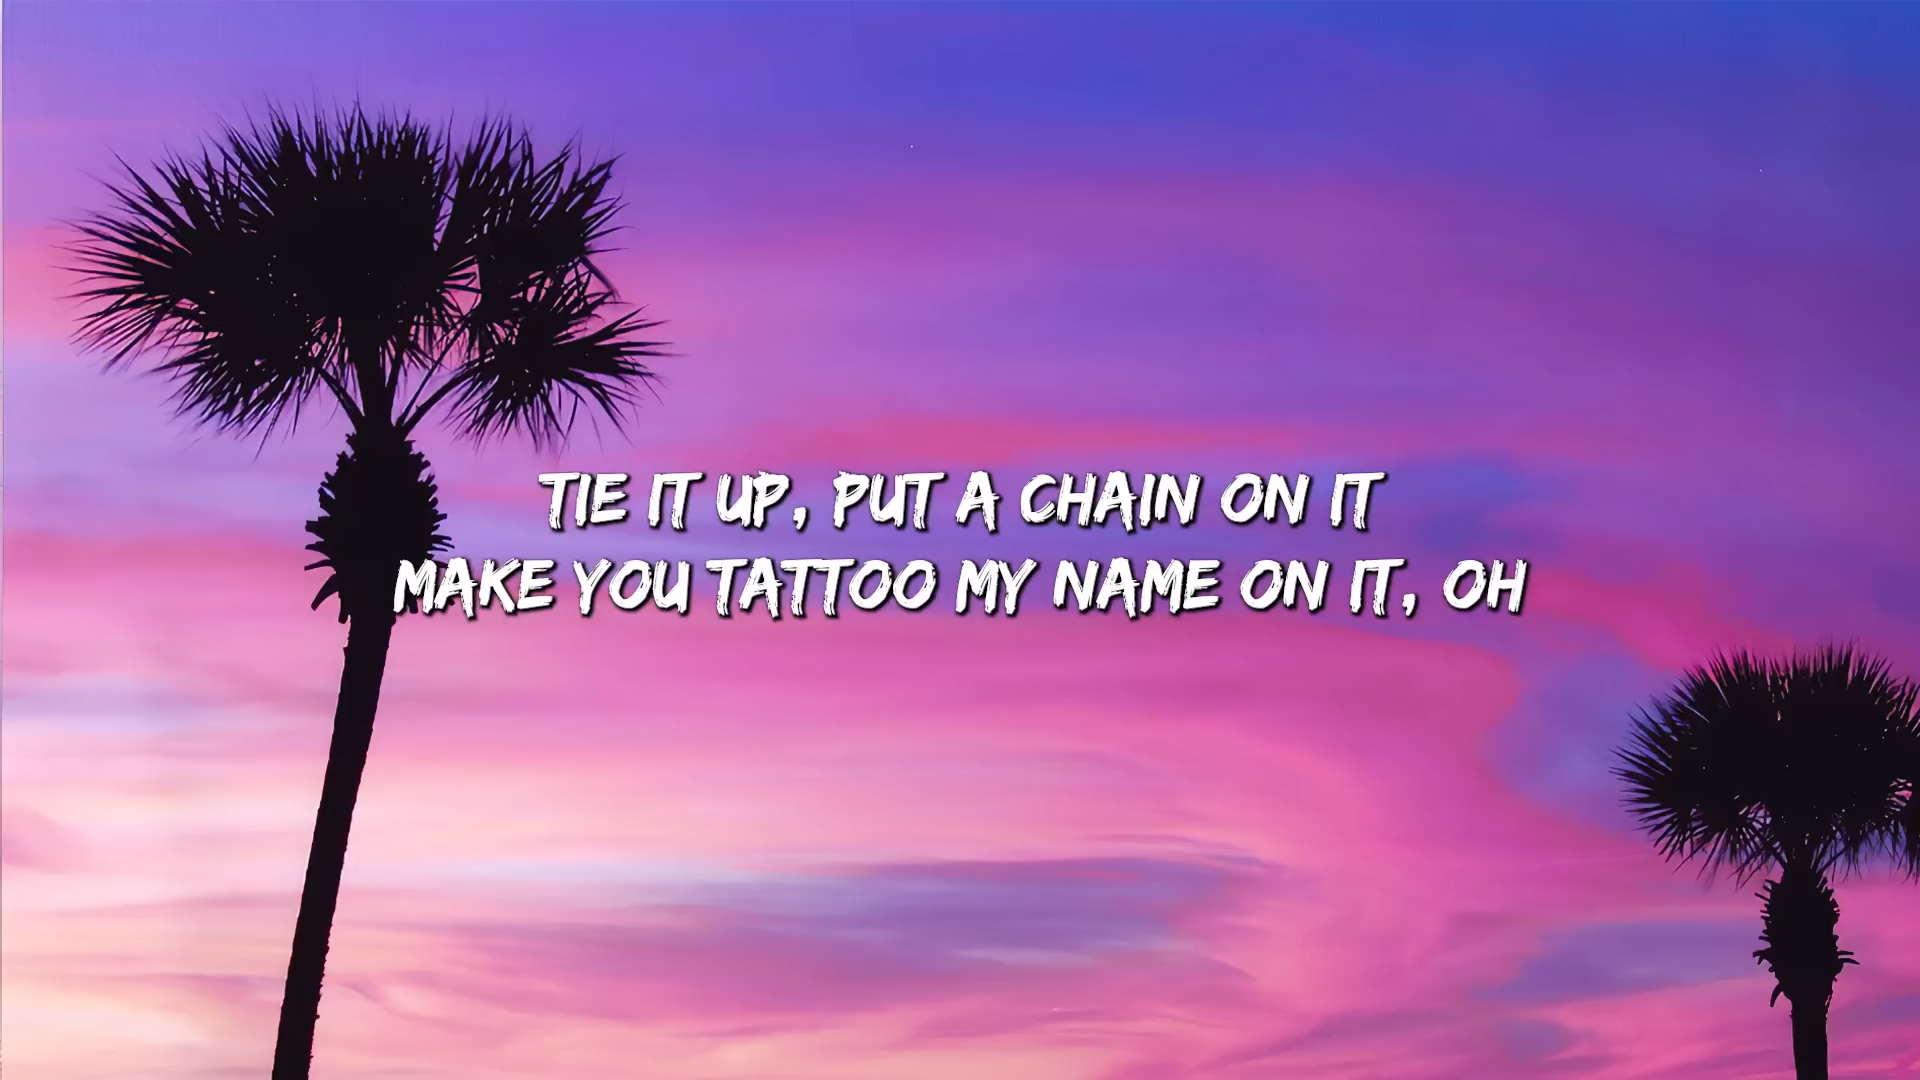 TIE IT UP, PUT A CHAIN ON IT
MAKE YOU TATTOO MY NAME ON IT, OH